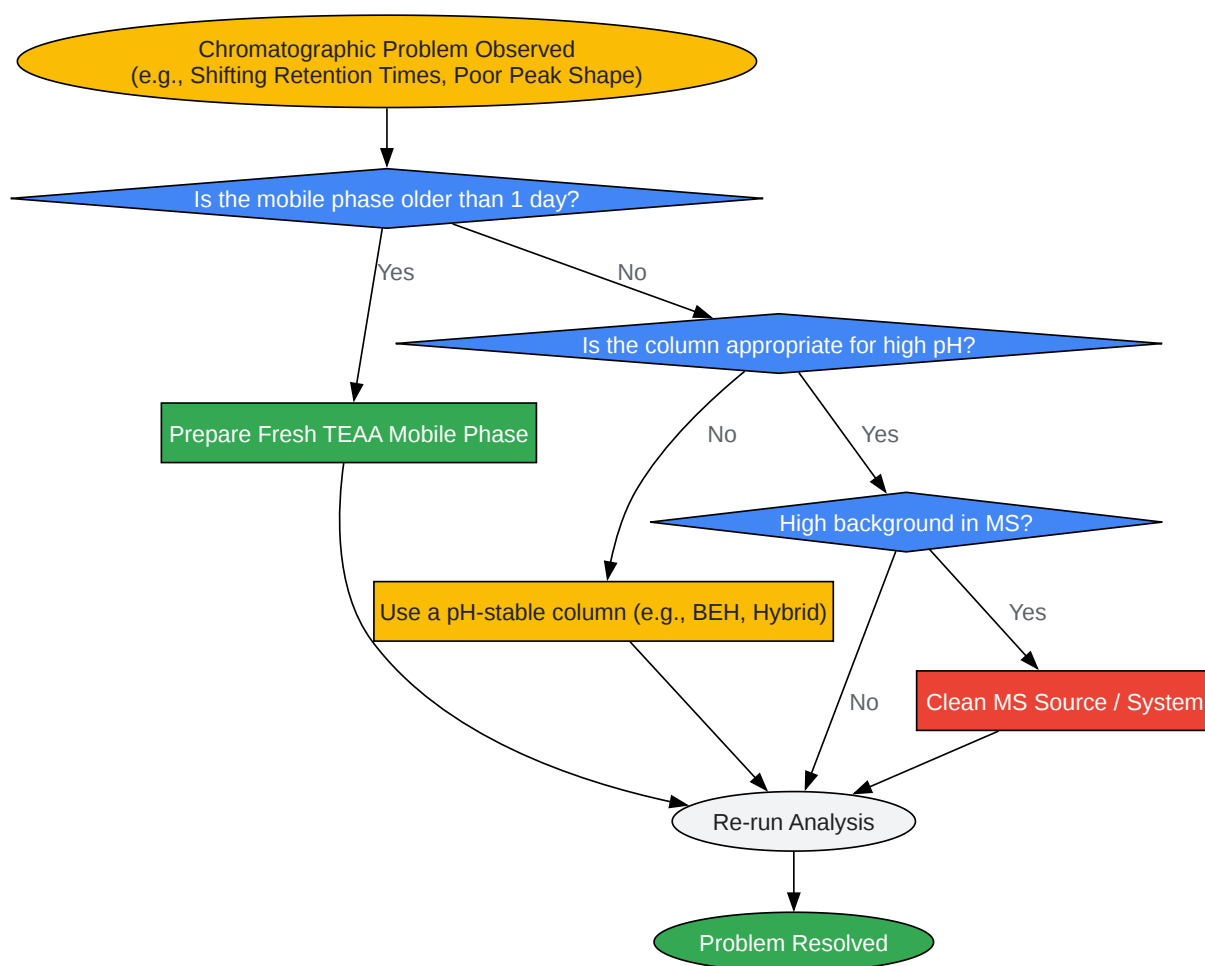 Chromatographic Problem Observed
(e.g., Shifting Retention Times, Poor Peak Shape)
Is the mobile phase older than 1 day?
Yes
No
Is the column appropriate for high pH?
Prepare Fresh TEAA Mobile Phase
No
Yes
High background in MS?
Use a pH-stable column (e.g., BEH, Hybrid)
Yes
No
Clean MS Source / System
Re-run Analysis
Problem Resolved